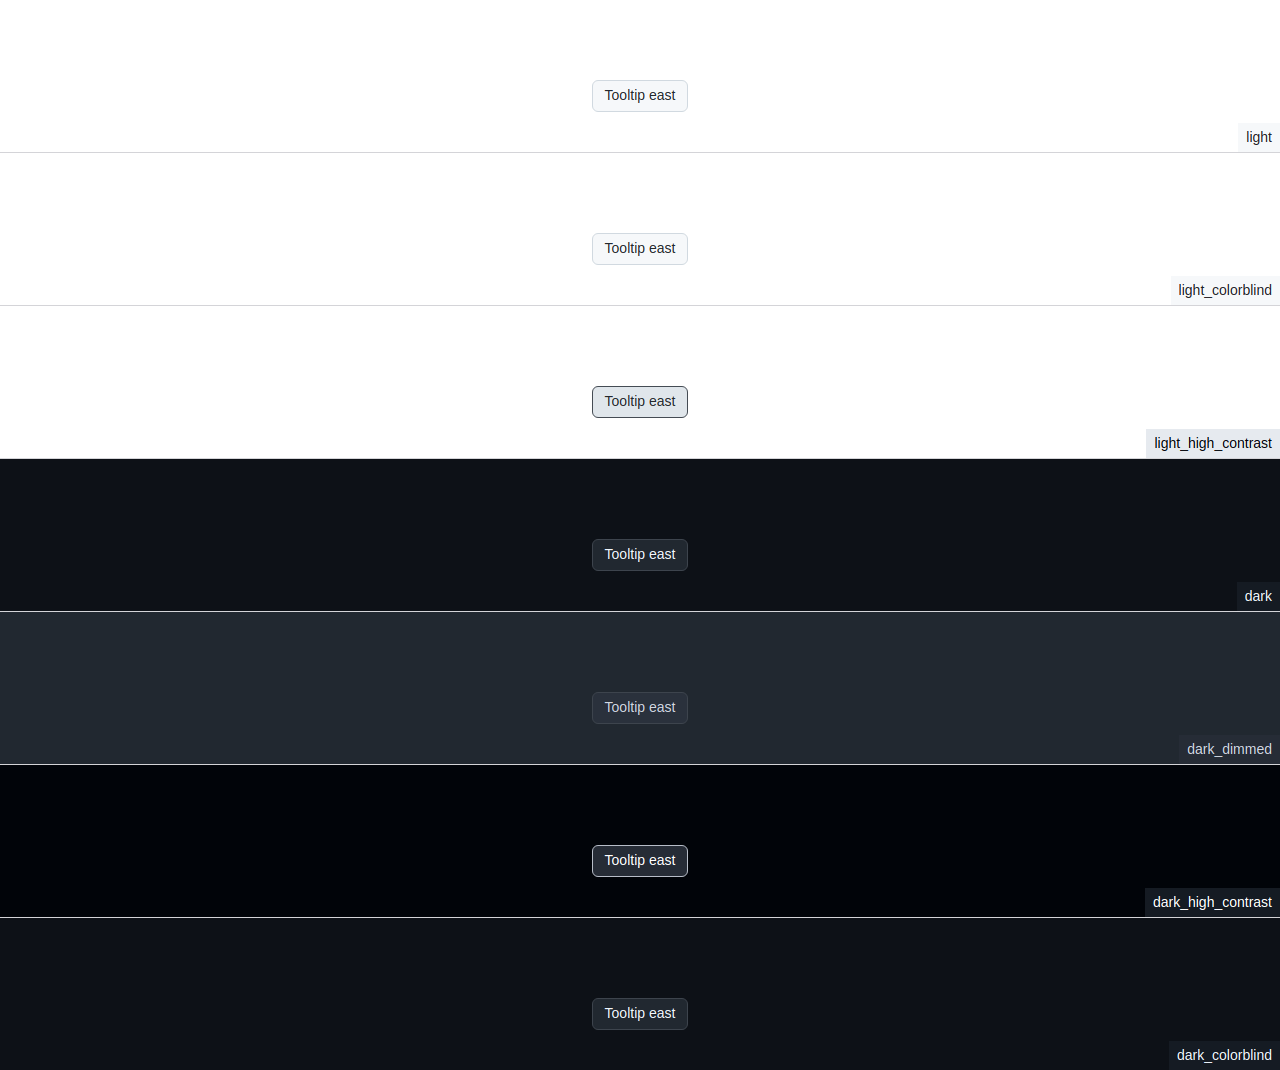 Tooltip east
light
Tooltip east
light_colorblind
Tooltip east
light_high_contrast
Tooltip east
dark
Tooltip east
dark_dimmed
Tooltip east
dark_high_contrast
Tooltip east
dark_colorblind